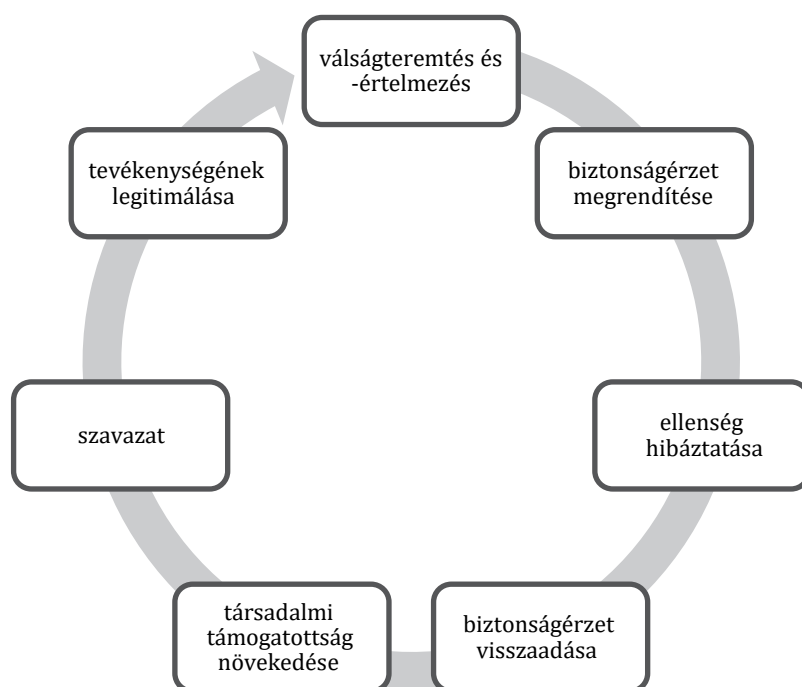 válságteremtés és
-értelmezés
biztonságérzet
megrendítése
ellenség
hibáztatása
biztonságérzet
visszaadása
társadalmi
támogatottság
növekedése
szavazat
tevékenységének
legitimálása